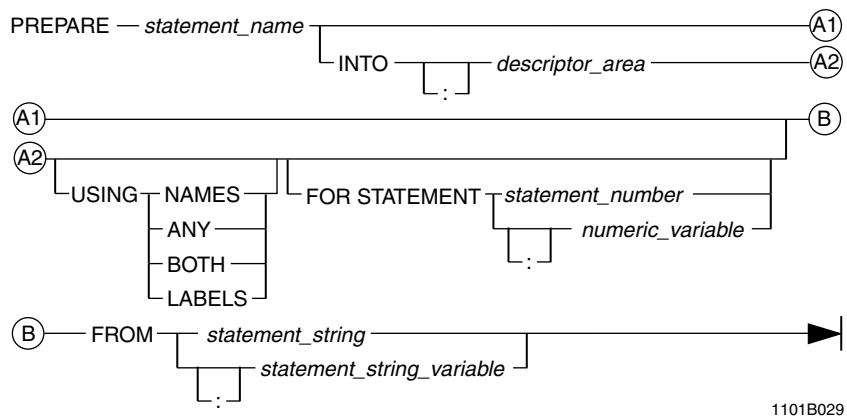 PREPARE statement_name A1
INTO : descriptor_area A2
A1 B
A2
USING NAMES FOR STATEMENT statement_number
ANY : numeric_variable
BOTH
LABELS
B FROM statement_string
: statement_string_variable
1101B029